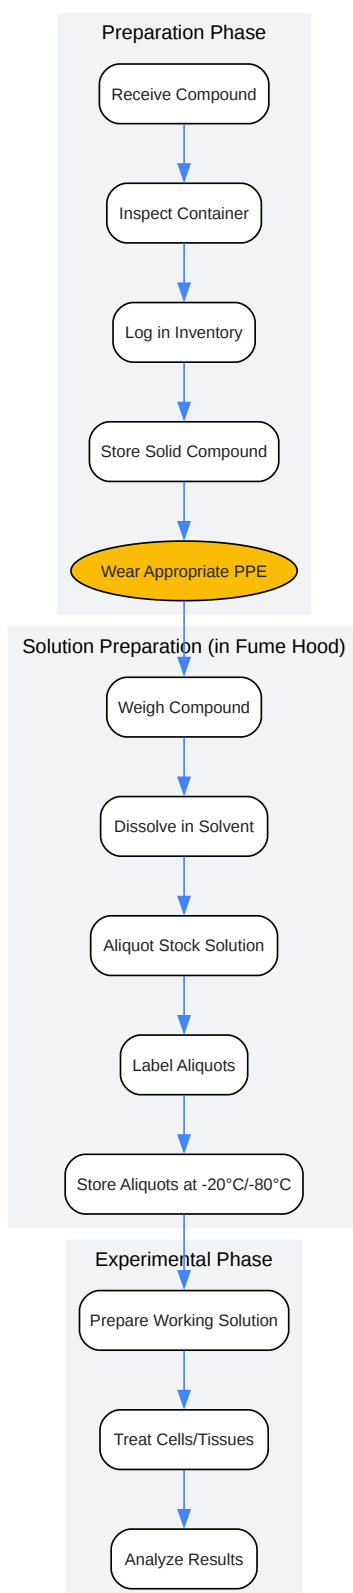 Preparation Phase
Receive Compound
Inspect Container
Log in Inventory
Store Solid Compound
Wear Appropriate PPE
Solution Preparation (in Fume Hood)
Weigh Compound
Dissolve in Solvent
Aliquot Stock Solution
Label Aliquots
Store Aliquots at -20°C/-80°C
Experimental Phase
Prepare Working Solution
Treat Cells/Tissues
Analyze Results